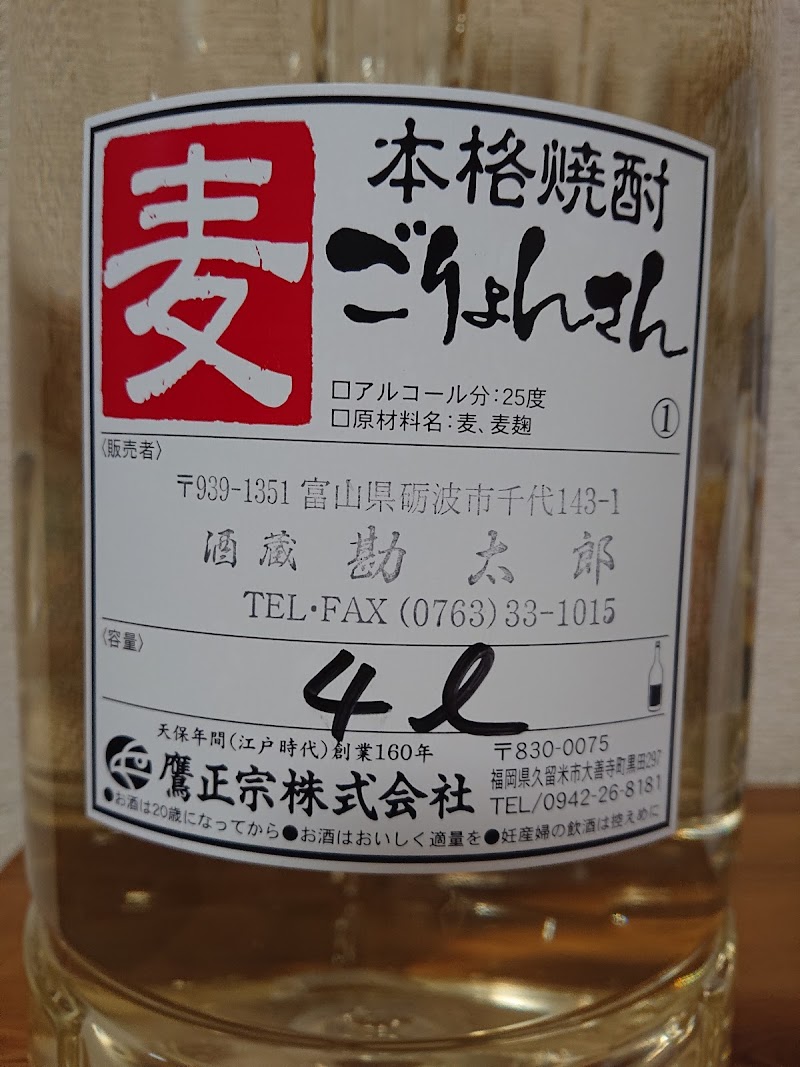 麦
本格焼酎
ごりょんさん
□アルコール分:25度
□原材料名:麦、麦麹
①
〈販売者〉
〒939-1351 富山県砺波市千代143-1
酒蔵 勘太郎
TEL・FAX (0763)33-1015
〈容量〉
4ℓ
天保年間(江戸時代)創業160年
鷹正宗株式会社
〒830-0075
福岡県久留米市大善寺町黒田297
TEL/0942-26-8181
●お酒は20歳になってから●お酒はおいしく適量を●妊産婦の飲酒は控えめに